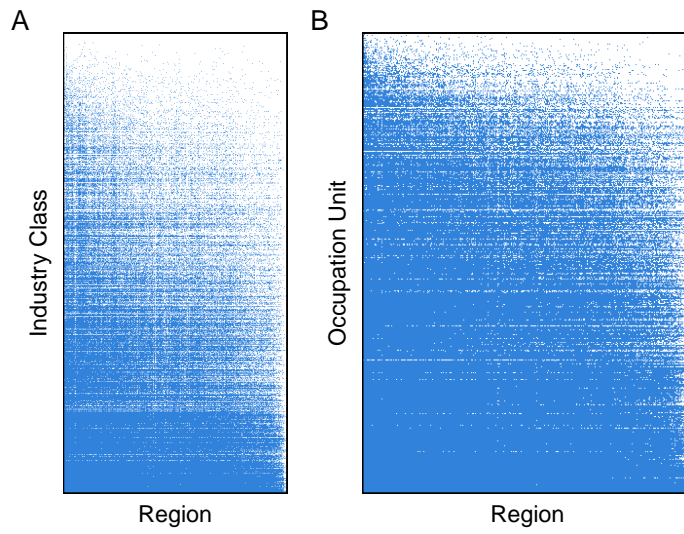 A
B
Industry Class
Occupation Unit
Region
Region